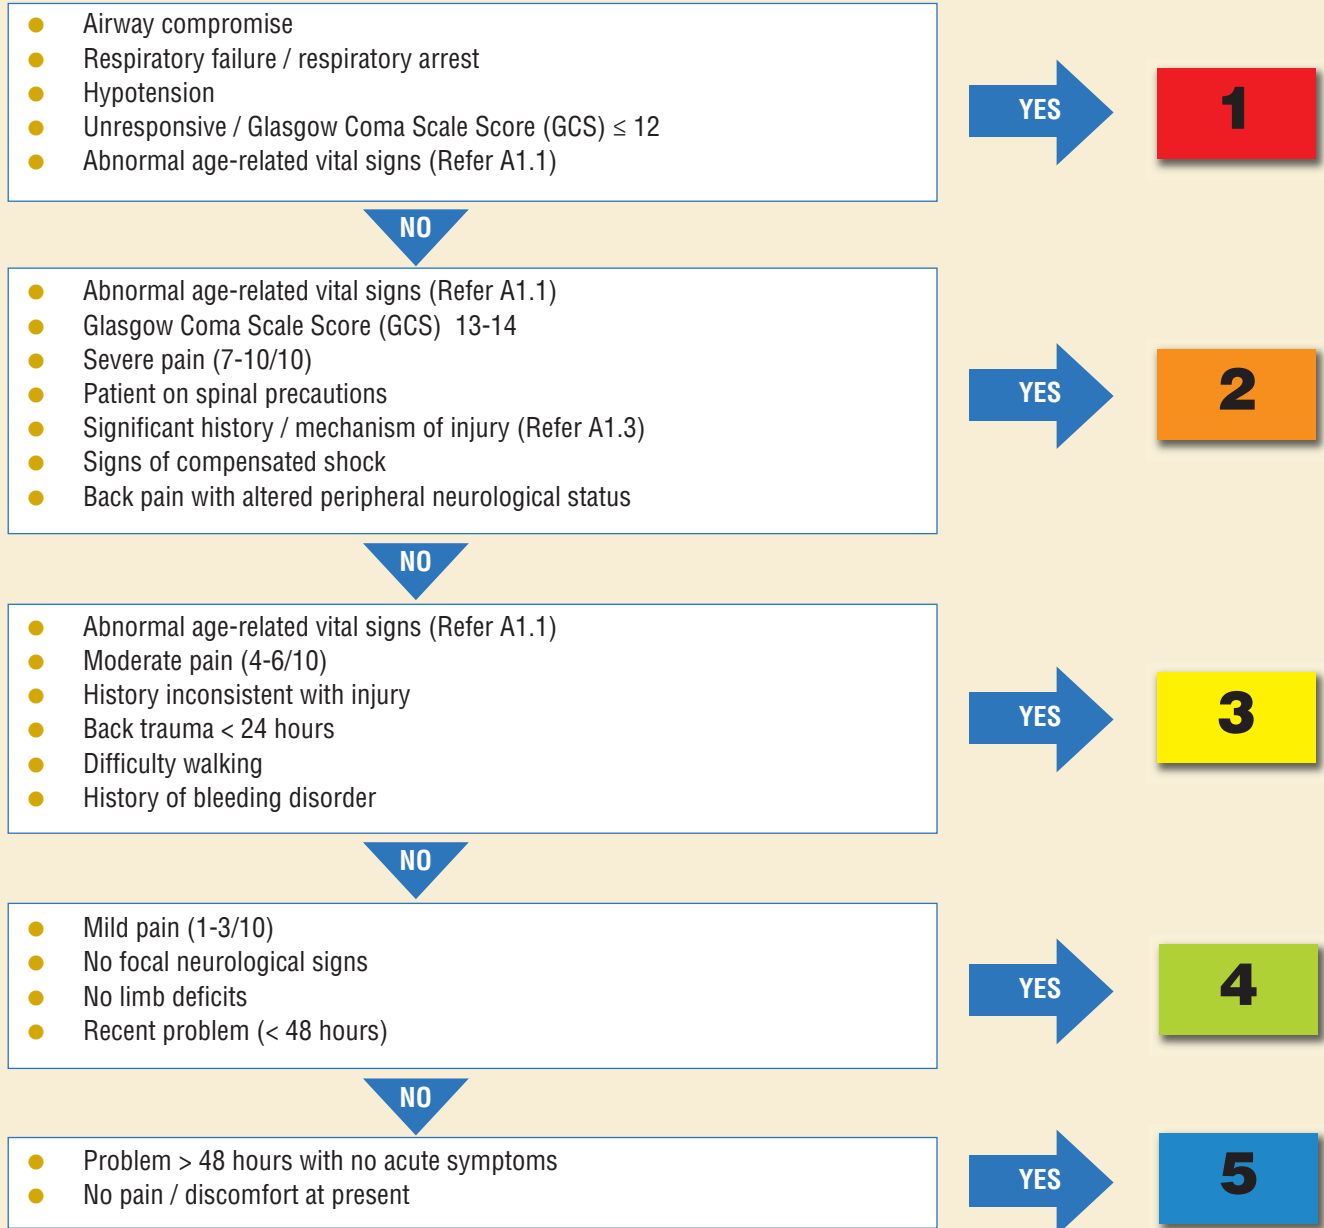 ● Airway compromise
● Respiratory failure / respiratory arrest
● Hypotension
● Unresponsive / Glasgow Coma Scale Score (GCS) ≤ 12
● Abnormal age-related vital signs (Refer A1.1)
YES
1
NO
● Abnormal age-related vital signs (Refer A1.1)
● Glasgow Coma Scale Score (GCS) 13-14
● Severe pain (7-10/10)
● Patient on spinal precautions
● Significant history / mechanism of injury (Refer A1.3)
● Signs of compensated shock
● Back pain with altered peripheral neurological status
YES
2
NO
● Abnormal age-related vital signs (Refer A1.1)
● Moderate pain (4-6/10)
● History inconsistent with injury
● Back trauma < 24 hours
● Difficulty walking
● History of bleeding disorder
YES
3
NO
● Mild pain (1-3/10)
● No focal neurological signs
● No limb deficits
● Recent problem (< 48 hours)
YES
4
NO
● Problem > 48 hours with no acute symptoms
● No pain / discomfort at present
YES
5